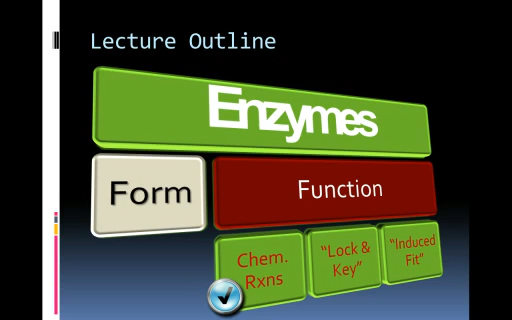 Lecture Outline
Enzymes
Form
Function
Chem.
Rxns
"Lock &
Key"
"Induced
Fit"